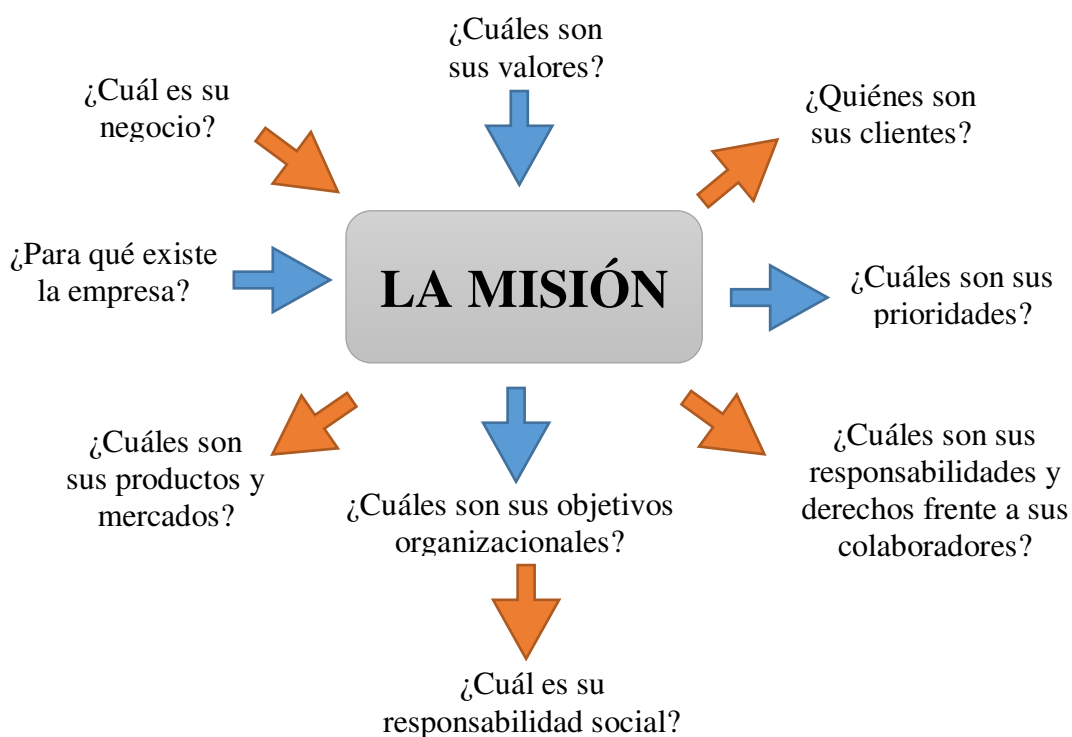 ¿Cuáles son
sus valores?
¿Cuál es su
negocio?
¿Quiénes son
sus clientes?
¿Para qué existe
la empresa?
LA MISIÓN
¿Cuáles son sus
prioridades?
¿Cuáles son
sus productos y
mercados?
¿Cuáles son sus objetivos
organizacionales?
¿Cuáles son sus
responsabilidades y
derechos frente a sus
colaboradores?
¿Cuál es su
responsabilidad social?